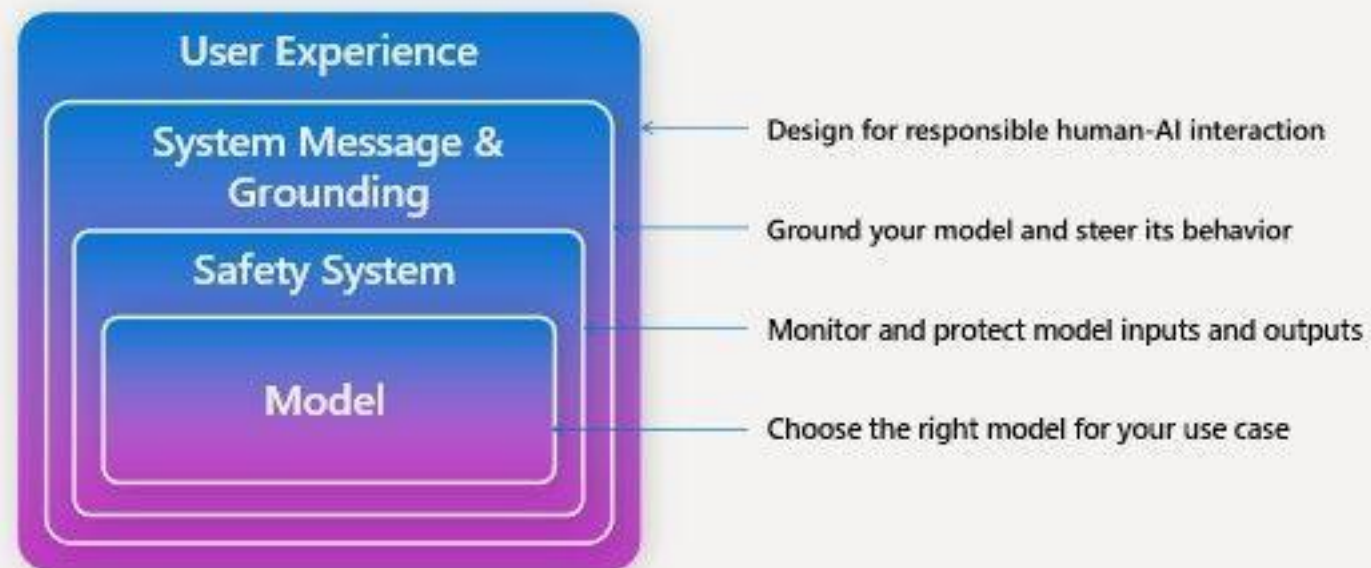 User Experience
System Message &
Grounding
Safety System
Model
Design for responsible human-AI interaction
Ground your model and steer its behavior
Monitor and protect model inputs and outputs
Choose the right model for your use case